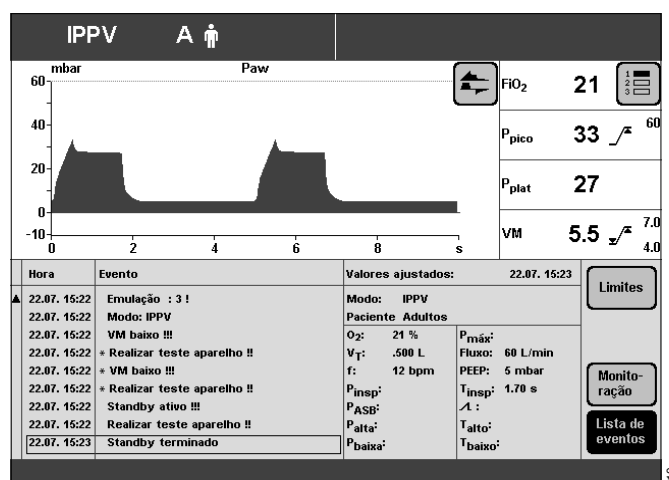 IPPV A
mbar Paw
60
40
20
0
-10
0 2 4 6 8 s
FiO2 21
1
2
3
Ppico 33 60
Pplat 27
VM 5.5 7.0
4.0
Hora Evento
22.07. 15:22 Emulação : 3 !
22.07. 15:22 Modo: IPPV
22.07. 15:22 VM baixo !!!
22.07. 15:22 * Realizar teste aparelho !!
22.07. 15:22 * VM baixo !!!
22.07. 15:22 * Realizar teste aparelho !!
22.07. 15:22 Standby ativo !!!
22.07. 15:22 Realizar teste aparelho !!
22.07. 15:23 Standby terminado
Valores ajustados: 22.07. 15:23
Modo: IPPV
Paciente Adultos
O2: 21 % Pmáx:
VT: .500 L Fluxo: 60 L/min
f: 12 bpm PEEP: 5 mbar
Pinsp: Tinsp: 1.70 s
PASB: :
Palta: Talto:
Pbaixa: Tbaixo:
Limites
Monito-
ração
Lista de
eventos